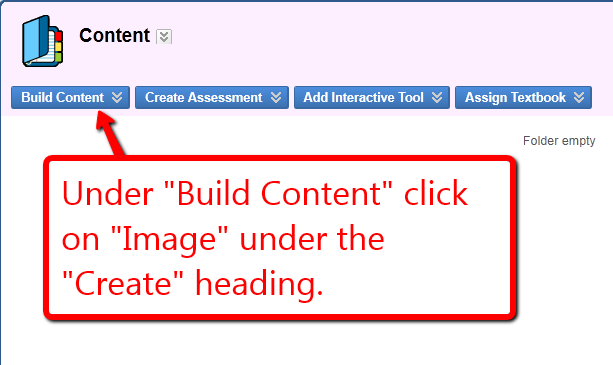 Content
Build Content Create Assessment Add Interactive Tool Assign Textbook
Folder empty
Under "Build Content" click
on "Image" under the
"Create" heading.